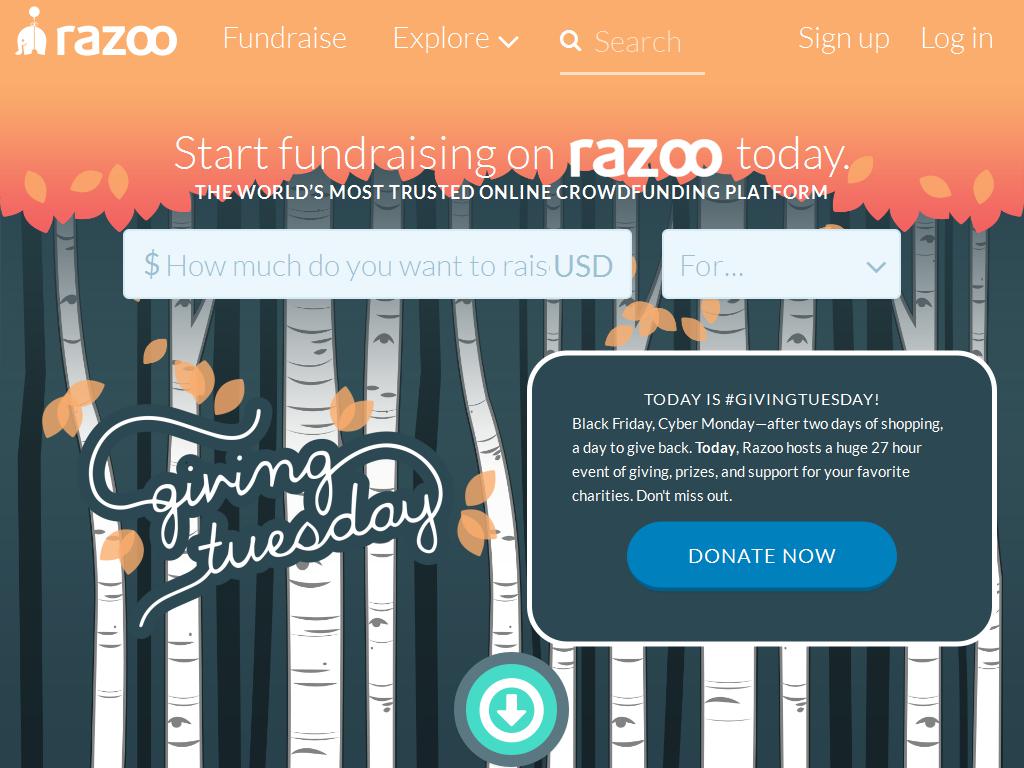 razoo
Fundraise
Explore
Search
Sign up
Log in
Start fundraising on razoo today.
THE WORLD'S MOST TRUSTED ONLINE CROWDFUNDING PLATFORM
$ How much do you want to rais USD
For...
giving
tuesday
TODAY IS #GIVINGTUESDAY!
Black Friday, Cyber Monday—after two days of shopping,
a day to give back. Today, Razoo hosts a huge 27 hour
event of giving, prizes, and support for your favorite
charities. Don't miss out.
DONATE NOW